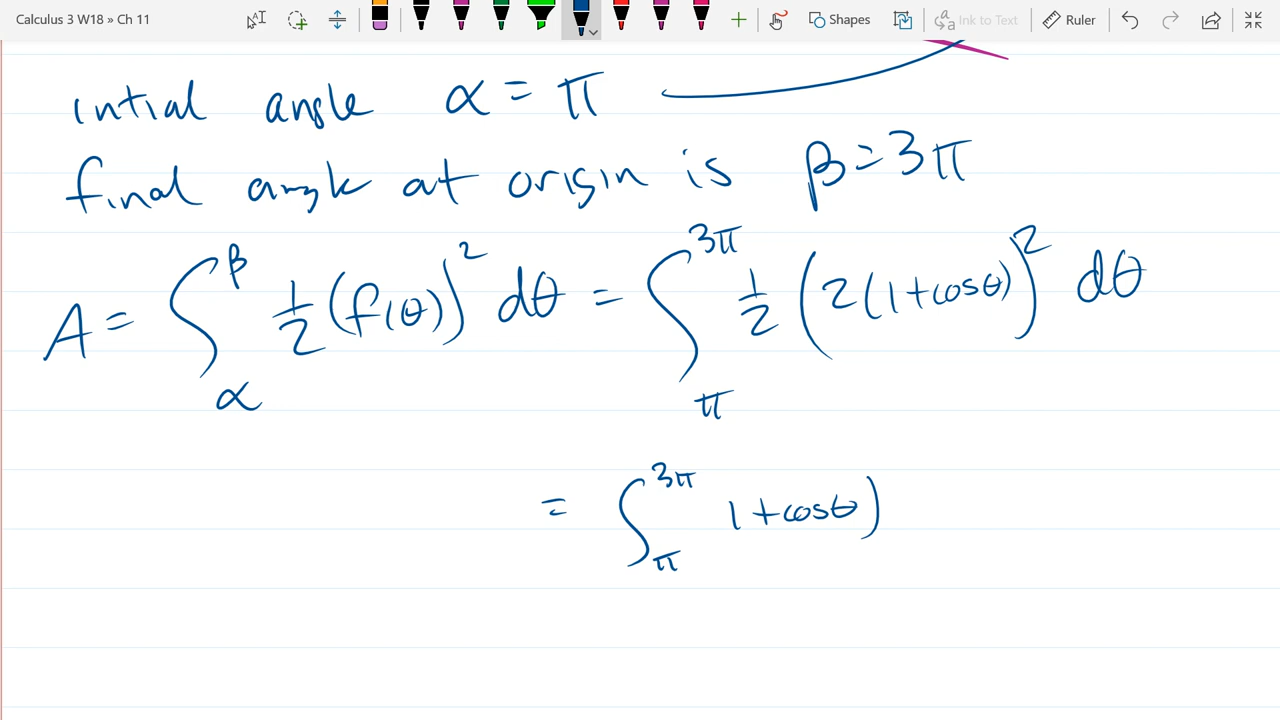 Calculus 3 W18 » Ch 11
Shapes
Ink to Text
Ruler
intial angle α = π
final angle at origin is β = 3π
A = ∫_α^β 1/2 (f(θ))² dθ = ∫_π^{3π} 1/2 (2(1+cosθ))² dθ
= ∫_π^{3π} 1+cosθ)